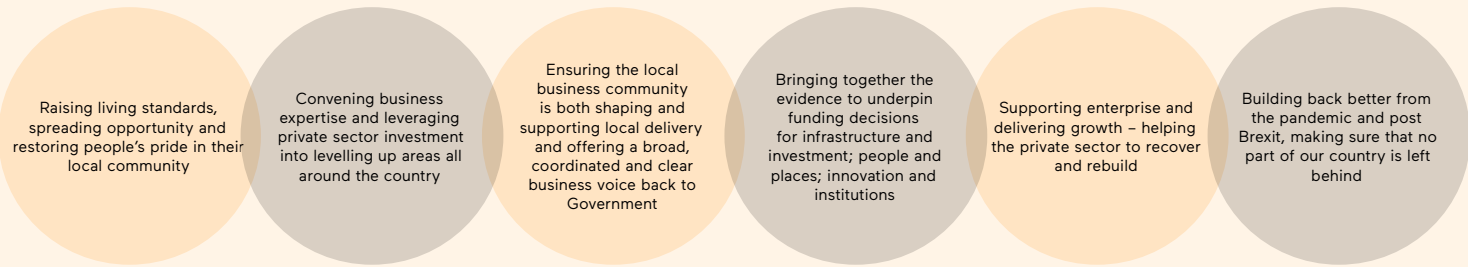 Raising living standards,
spreading opportunity and
restoring people’s pride in their
local community
Convening business
expertise and leveraging
private sector investment
into levelling up areas all
around the country
Ensuring the local
business community
is both shaping and
supporting local delivery
and offering a broad,
coordinated and clear
business voice back to
Government
Bringing together the
evidence to underpin
funding decisions
for infrastructure and
investment; people and
places; innovation and
institutions
Supporting enterprise and
delivering growth – helping
the private sector to recover
and rebuild
Building back better from
the pandemic and post
Brexit, making sure that no
part of our country is left
behind